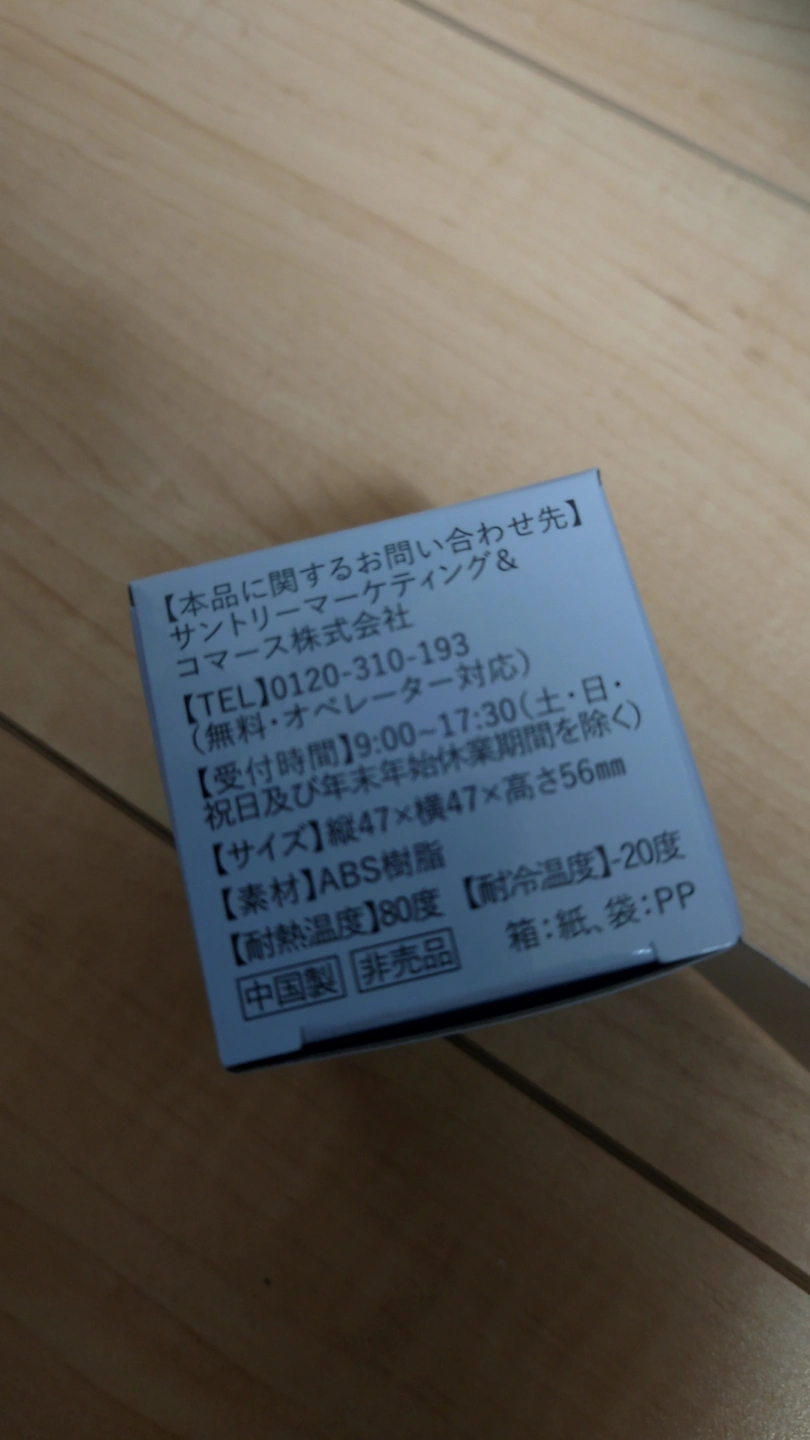 【本品に関するお問い合わせ先】
サントリーマーケティング&
コマース株式会社
【TEL】0120-310-193
(無料・オペレーター対応)
【受付時間】9:00~17:30(土・日・
祝日及び年末年始休業期間を除く)
【サイズ】縦47×横47×高さ56㎜
【素材】ABS樹脂
【耐熱温度】80度 【耐冷温度】-20度
中国製 非売品 箱:紙、袋:PP